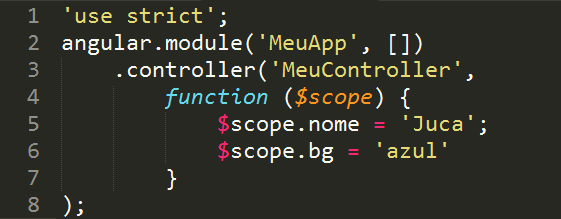 1 'use strict';
2 angular.module('MeuApp', [])
3     .controller('MeuController',
4         function ($scope) {
5             $scope.nome = 'Juca';
6             $scope.bg = 'azul'
7         }
8 );